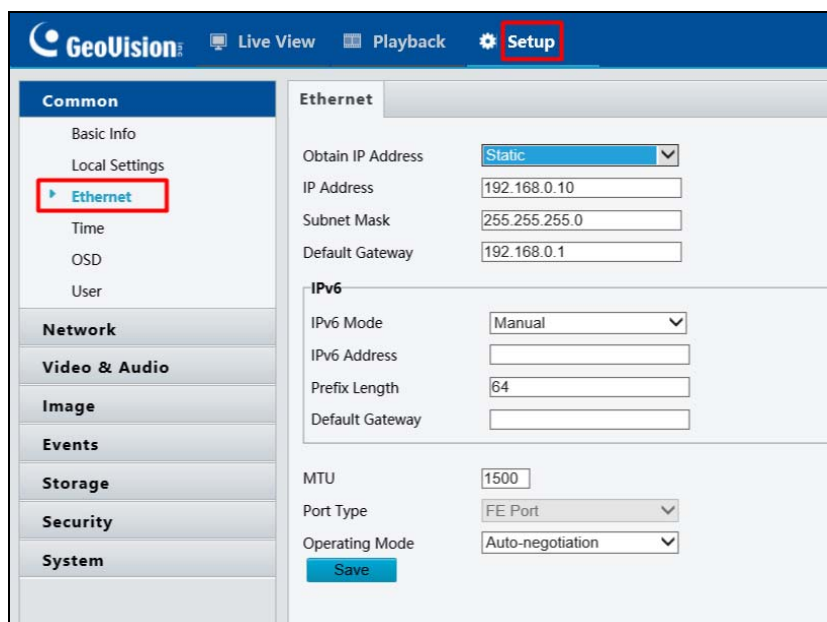 GeoVision Live View Playback Setup
Common
Basic Info
Local Settings
Ethernet
Time
OSD
User
Network
Video & Audio
Image
Events
Storage
Security
System
Ethernet
Obtain IP Address Static
IP Address 192.168.0.10
Subnet Mask 255.255.255.0
Default Gateway 192.168.0.1
IPv6
IPv6 Mode Manual
IPv6 Address
Prefix Length 64
Default Gateway
MTU 1500
Port Type FE Port
Operating Mode Auto-negotiation
Save